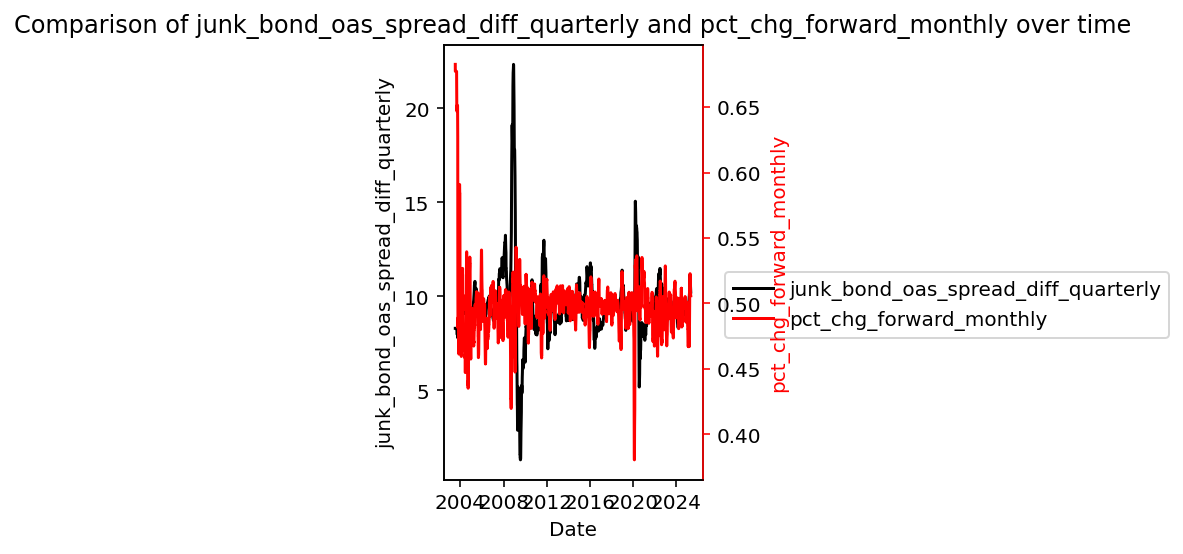 Comparison of junk_bond_oas_spread_diff_quarterly and pct_chg_forward_monthly over time
junk_bond_oas_spread_diff_quarterly
20
15
10
5
0.65
0.60
0.55
0.50
0.45
0.40
pct_chg_forward_monthly
junk_bond_oas_spread_diff_quarterly
pct_chg_forward_monthly
2004 2008 2012 2016 2020 2024
Date